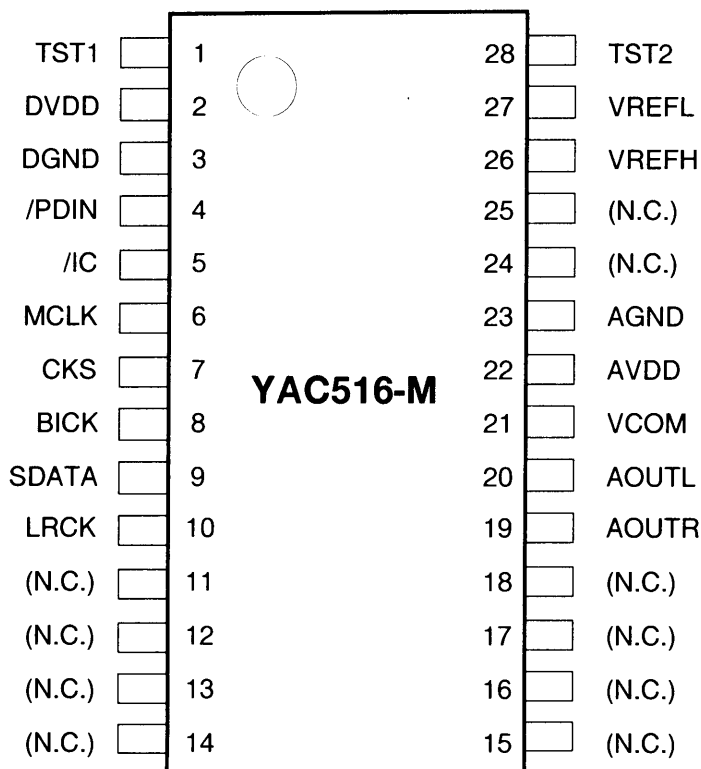 TST1 1 28 TST2
DVDD 2 27 VREFL
DGND 3 26 VREFH
/PDIN 4 25 (N.C.)
/IC 5 24 (N.C.)
MCLK 6 23 AGND
CKS 7 22 AVDD
YAC516-M
BICK 8 21 VCOM
SDATA 9 20 AOUTL
LRCK 10 19 AOUTR
(N.C.) 11 18 (N.C.)
(N.C.) 12 17 (N.C.)
(N.C.) 13 16 (N.C.)
(N.C.) 14 15 (N.C.)